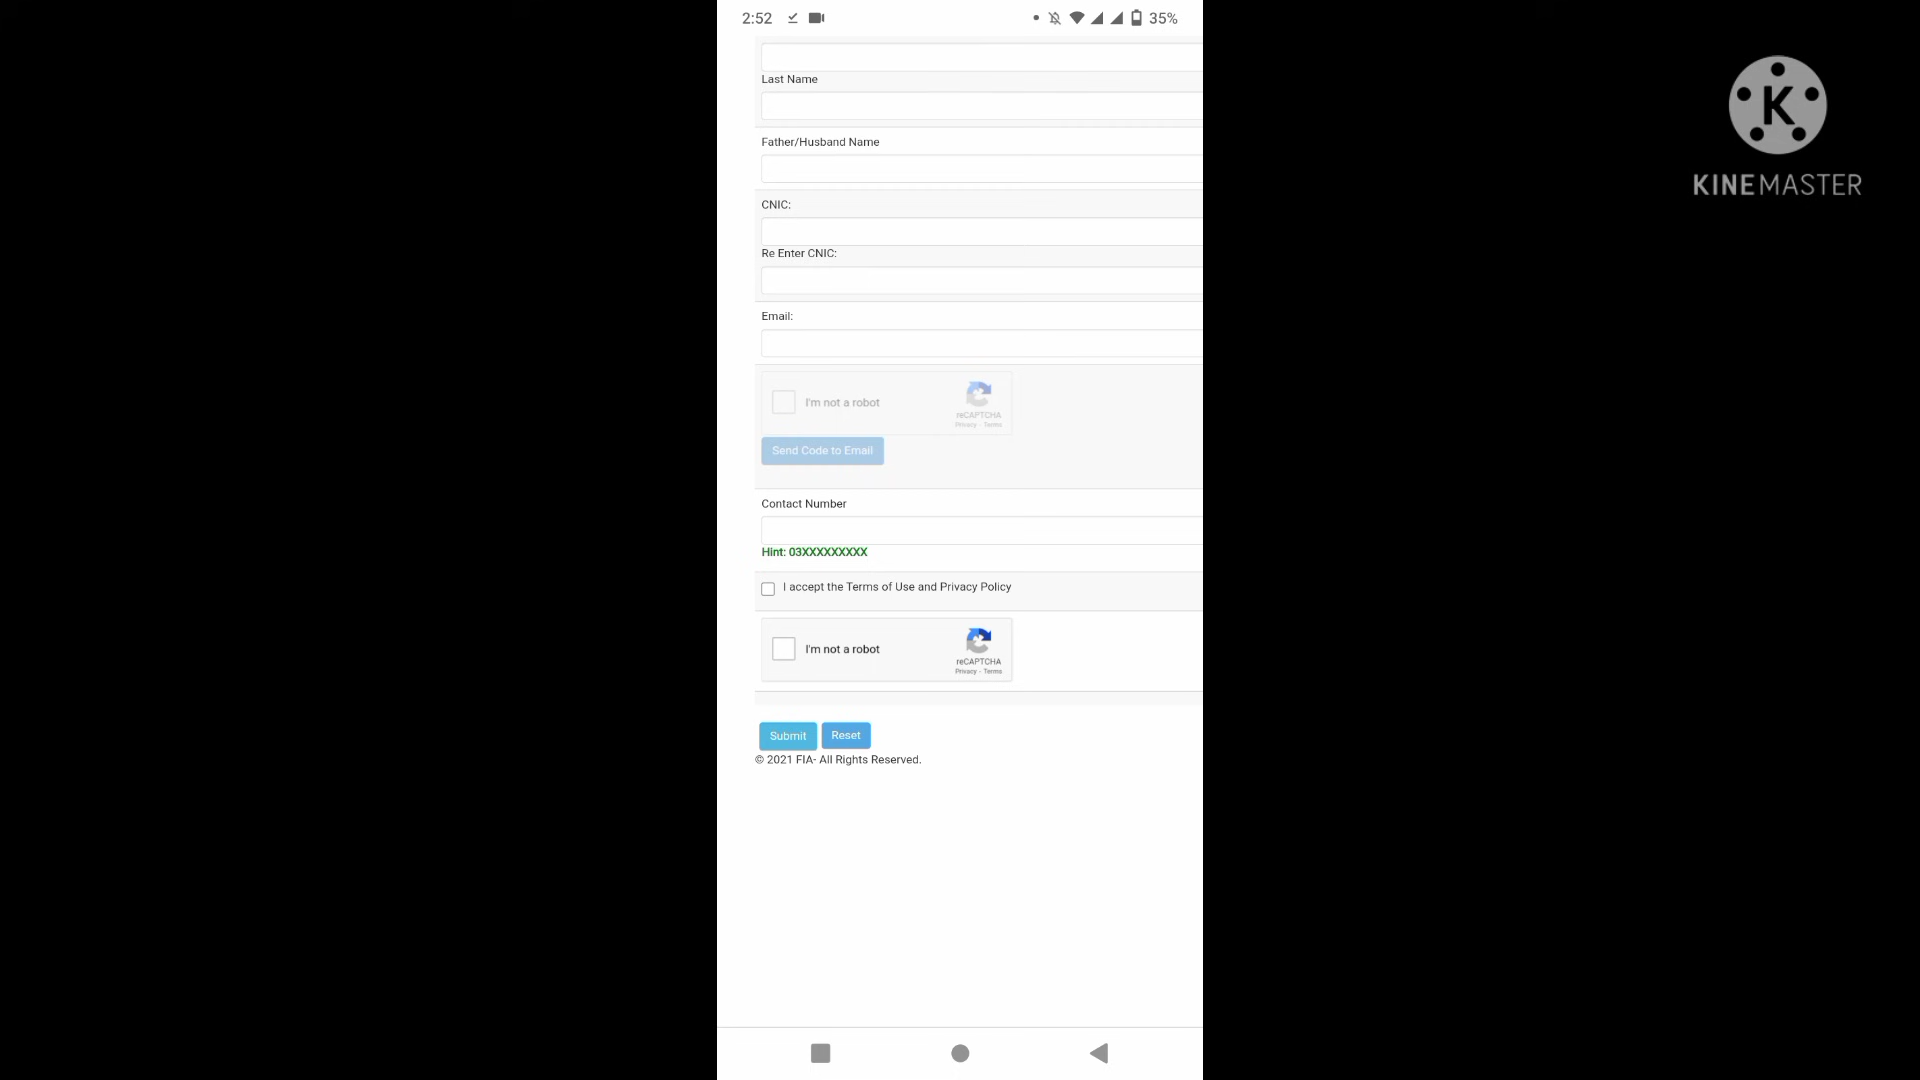 2:52
35%
KINEMASTER
Last Name
Father/Husband Name
CNIC:
Re Enter CNIC:
Email:
I'm not a robot
reCAPTCHA
Privacy - Terms
Send Code to Email
Contact Number
Hint: 03XXXXXXXXX
I accept the Terms of Use and Privacy Policy
I'm not a robot
reCAPTCHA
Privacy - Terms
Submit Reset
© 2021 FIA- All Rights Reserved.